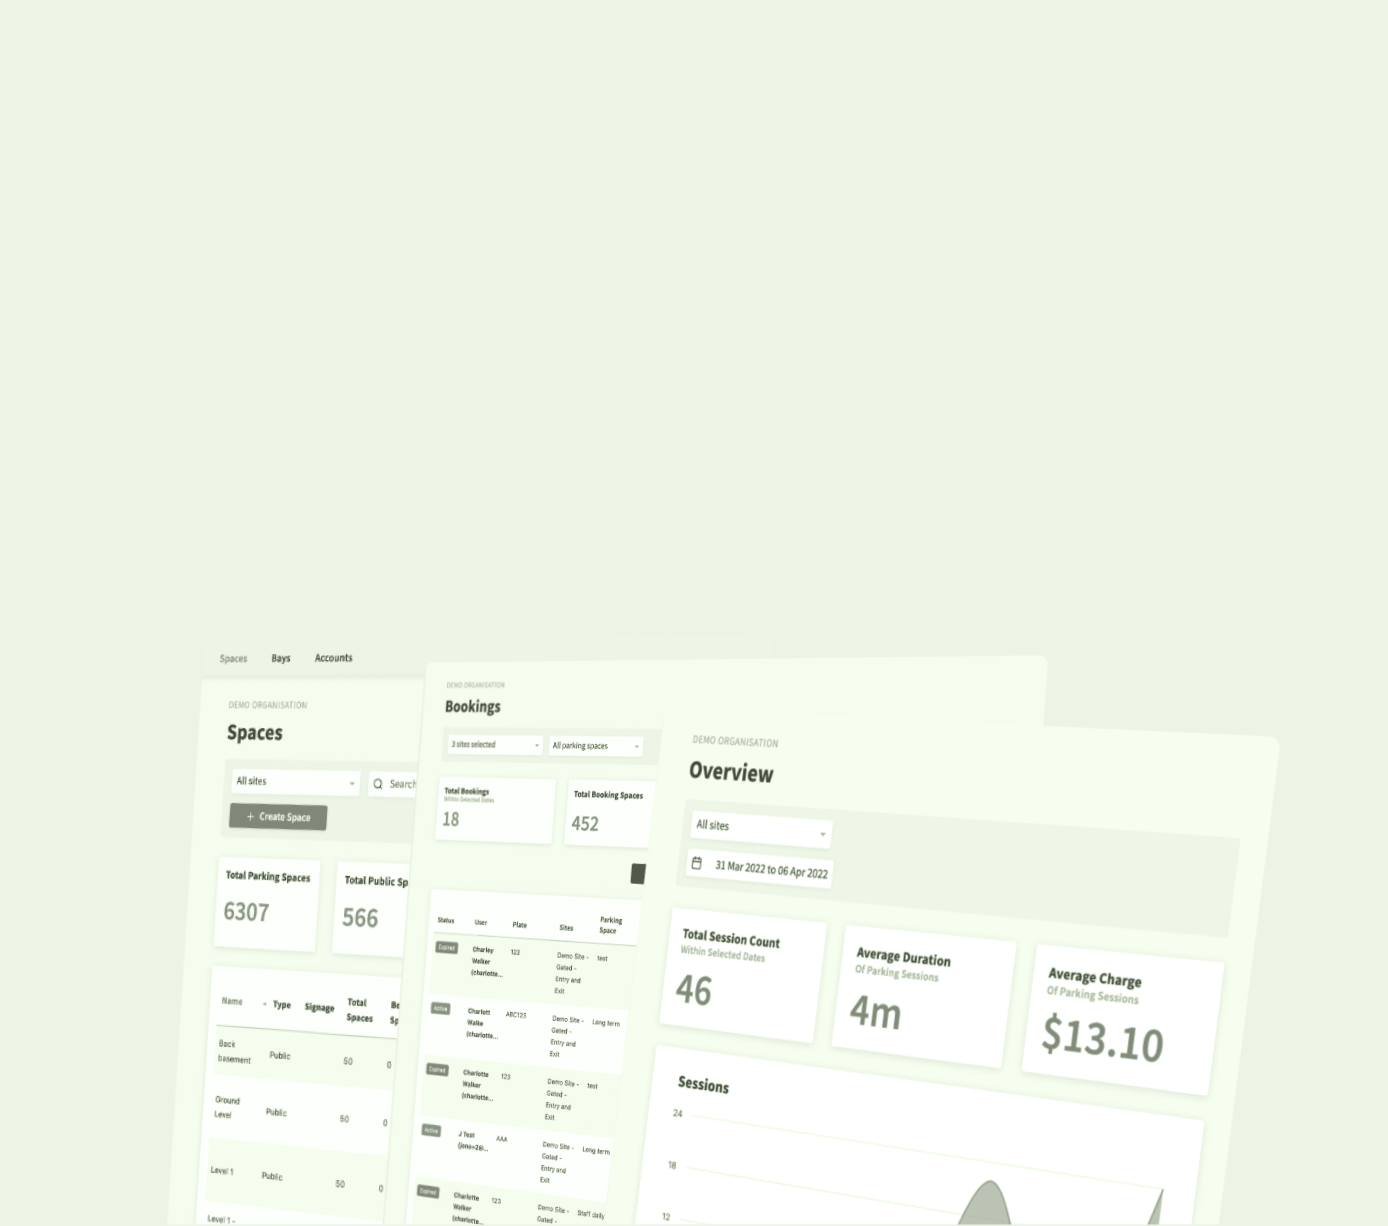 Spaces Bays Accounts
DEMO ORGANISATION
Spaces
All sites
Search
+ Create Space
Total Parking Spaces
6307
Total Public Sp
566
Name Type Signage Total Spaces Bo Sp
Back basement Public 50 0
Ground Level Public 50 0
Level 1 Public 50 0
Level 1 -
DEMO ORGANISATION
Bookings
3 sites selected
All parking spaces
Total Bookings
Within Selected Dates
18
Total Booking Spaces
452
Status User Plate Sites Parking Space
Expired Charley Walker (charlotte... 123 Demo Site - Gated - Entry and Exit test
Active Charlott Walke (charlotte... ABC123 Demo Site - Gated - Entry and Exit Long term
Expired Charlotte Walker (charlotte... 123 Demo Site - Gated - Entry and Exit test
Active J Test AAA Demo Site - Gated - Entry and Exit Long term
Expired Charlotte Walker (charlotte... 123 Demo Site - Gated - Staff daily
DEMO ORGANISATION
Overview
All sites
31 Mar 2022 to 06 Apr 2022
Total Session Count
Within Selected Dates
46
Average Duration
Of Parking Sessions
4m
Average Charge
Of Parking Sessions
$13.10
Sessions
24
18
12